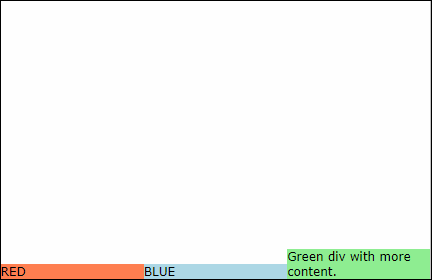 RED
BLUE
Green div with more
content.